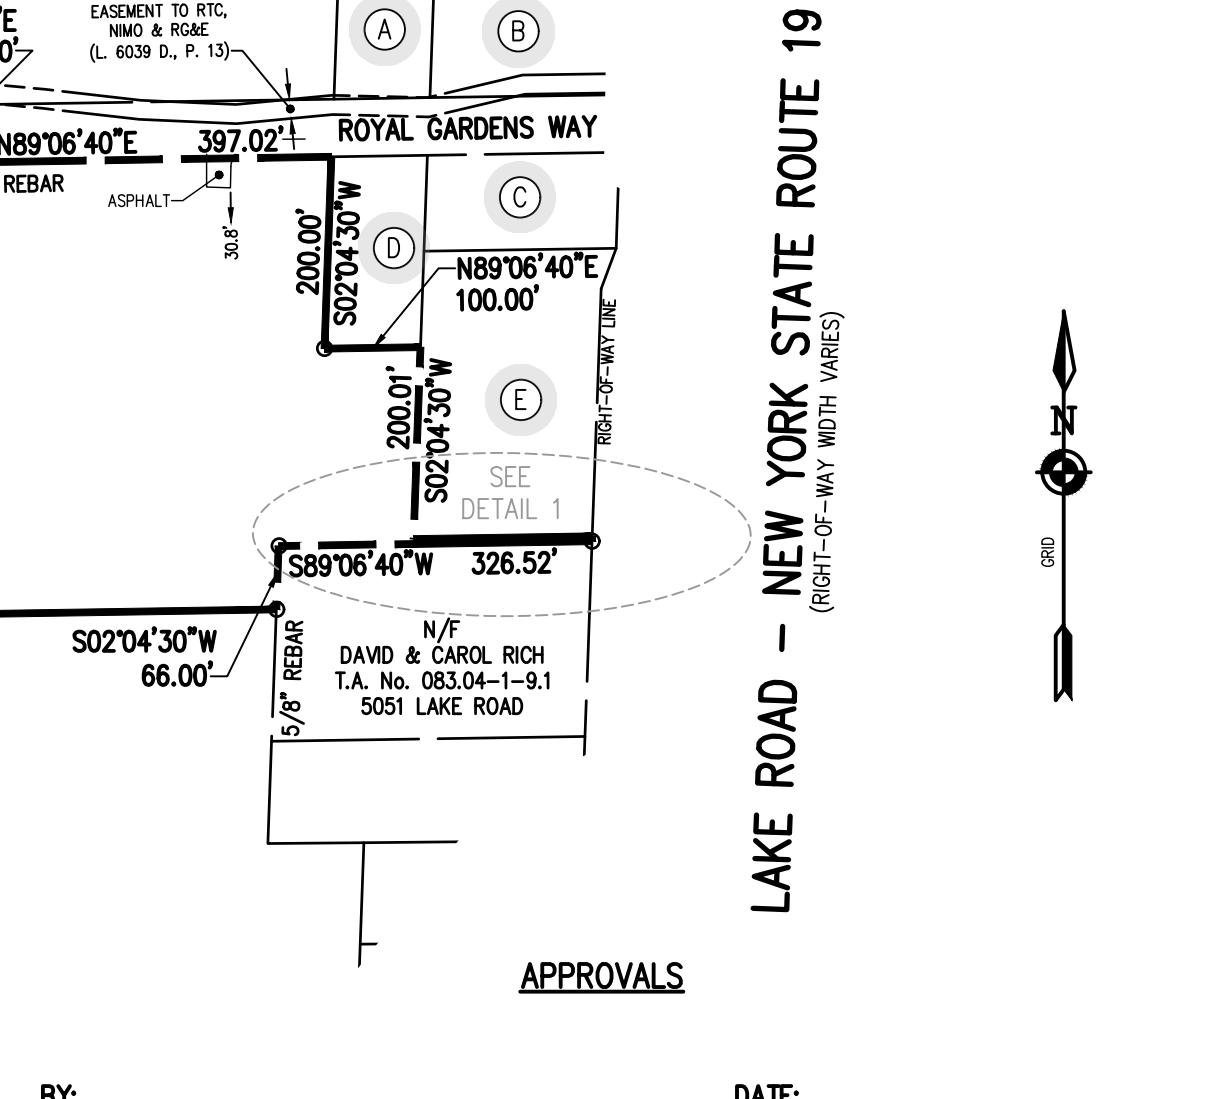 'E
0'
EASEMENT TO RTC,
NIMO & RG&E
(L. 6039 D., P. 13)
A
B
ROYAL GARDENS WAY
N89°06'40"E 397.02'
REBAR
ASPHALT
30.8'
200.00'
S02°04'30"W
C
D
N89°06'40"E
100.00'
RIGHT-OF-WAY LINE
200.01'
S02°04'30"W
E
SEE
DETAIL 1
S89°06'40"W 326.52'
S02°04'30"W
66.00'
5/8" REBAR
N/F
DAVID & CAROL RICH
T.A. No. 083.04-1-9.1
5051 LAKE ROAD
LAKE ROAD - NEW YORK STATE ROUTE 19
(RIGHT-OF-WAY WIDTH VARIES)
N
GRID
APPROVALS
BY:
DATE: